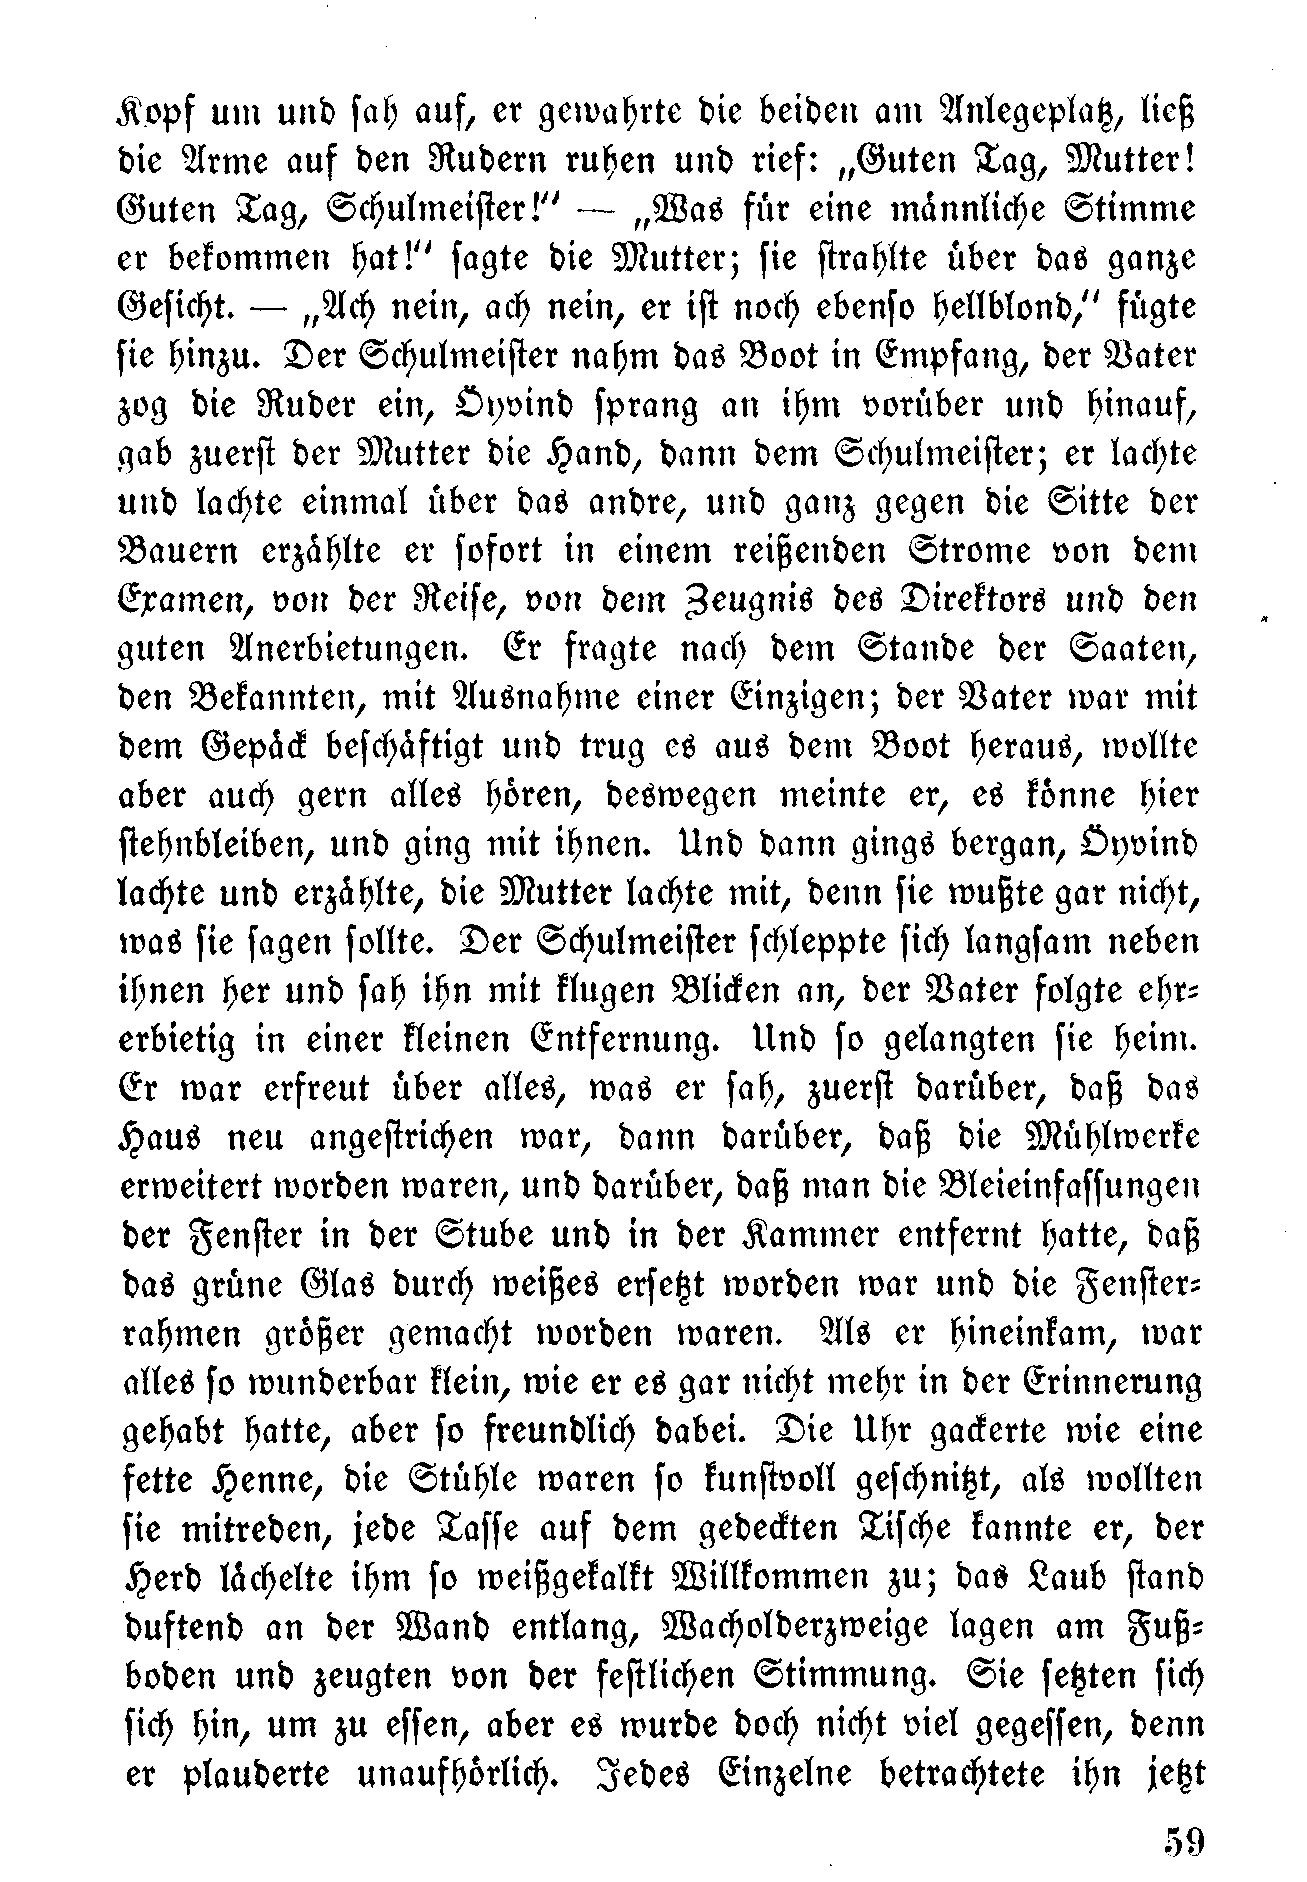 Kopf um und sah auf, er gewahrte die beiden am Anlegeplatz, ließ
die Arme auf den Rudern ruhen und rief: „Guten Tag, Mutter!
Guten Tag, Schulmeister!“ — „Was für eine männliche Stimme
er bekommen hat!“ sagte die Mutter; sie strahlte über das ganze
Gesicht. — „Ach nein, ach nein, er ist noch ebenso hellblond,“ fügte
sie hinzu. Der Schulmeister nahm das Boot in Empfang, der Vater
zog die Ruder ein, Öyvind sprang an ihm vorüber und hinauf,
gab zuerst der Mutter die Hand, dann dem Schulmeister; er lachte
und lachte einmal über das andre, und ganz gegen die Sitte der
Bauern erzählte er sofort in einem reißenden Strome von dem
Examen, von der Reise, von dem Zeugnis des Direktors und den
guten Anerbietungen. Er fragte nach dem Stande der Saaten,
den Bekannten, mit Ausnahme einer Einzigen; der Vater war mit
dem Gepäck beschäftigt und trug es aus dem Boot heraus, wollte
aber auch gern alles hören, deswegen meinte er, es könne hier
stehnbleiben, und ging mit ihnen. Und dann gings bergan, Öyvind
lachte und erzählte, die Mutter lachte mit, denn sie wußte gar nicht,
was sie sagen sollte. Der Schulmeister schleppte sich langsam neben
ihnen her und sah ihn mit klugen Blicken an, der Vater folgte ehr-
erbietig in einer kleinen Entfernung. Und so gelangten sie heim.
Er war erfreut über alles, was er sah, zuerst darüber, daß das
Haus neu angestrichen war, dann darüber, daß die Mühlwerke
erweitert worden waren, und darüber, daß man die Bleieinfassungen
der Fenster in der Stube und in der Kammer entfernt hatte, daß
das grüne Glas durch weißes ersetzt worden war und die Fenster-
rahmen größer gemacht worden waren. Als er hineinkam, war
alles so wunderbar klein, wie er es gar nicht mehr in der Erinnerung
gehabt hatte, aber so freundlich dabei. Die Uhr gackerte wie eine
fette Henne, die Stühle waren so kunstvoll geschnitzt, als wollten
sie mitreden, jede Tasse auf dem gedeckten Tische kannte er, der
Herd lächelte ihm so weißgekalkt Willkommen zu; das Laub stand
duftend an der Wand entlang, Wacholderzweige lagen am Fuß-
boden und zeugten von der festlichen Stimmung. Sie setzten sich
sich hin, um zu essen, aber es wurde doch nicht viel gegessen, denn
er plauderte unaufhörlich. Jedes Einzelne betrachtete ihn jetzt
59